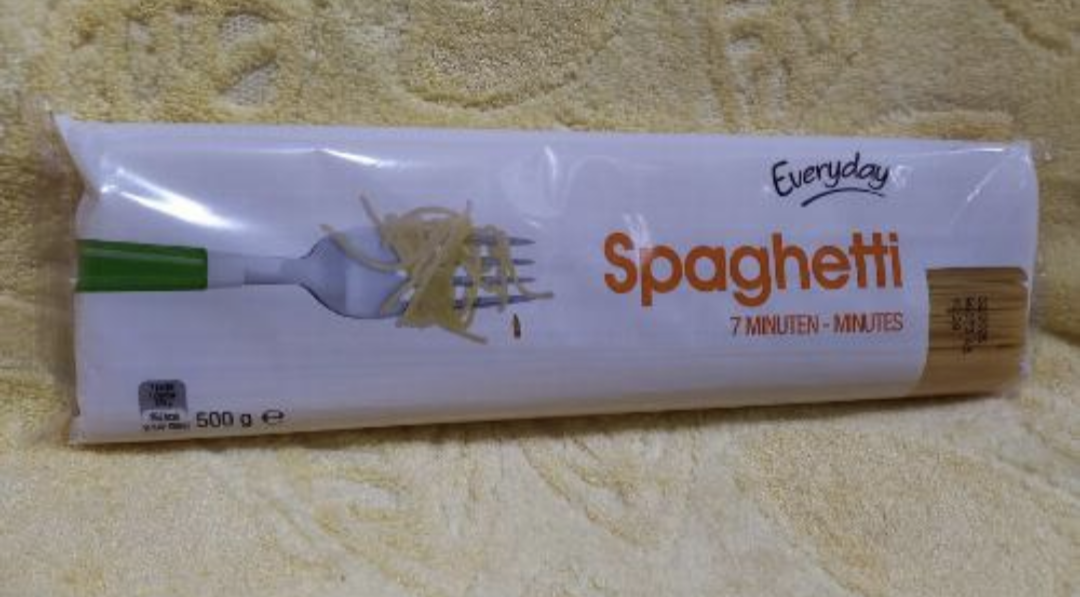 Everyday
Spaghetti
7 MINUTEN - MINUTES
500 g ℮